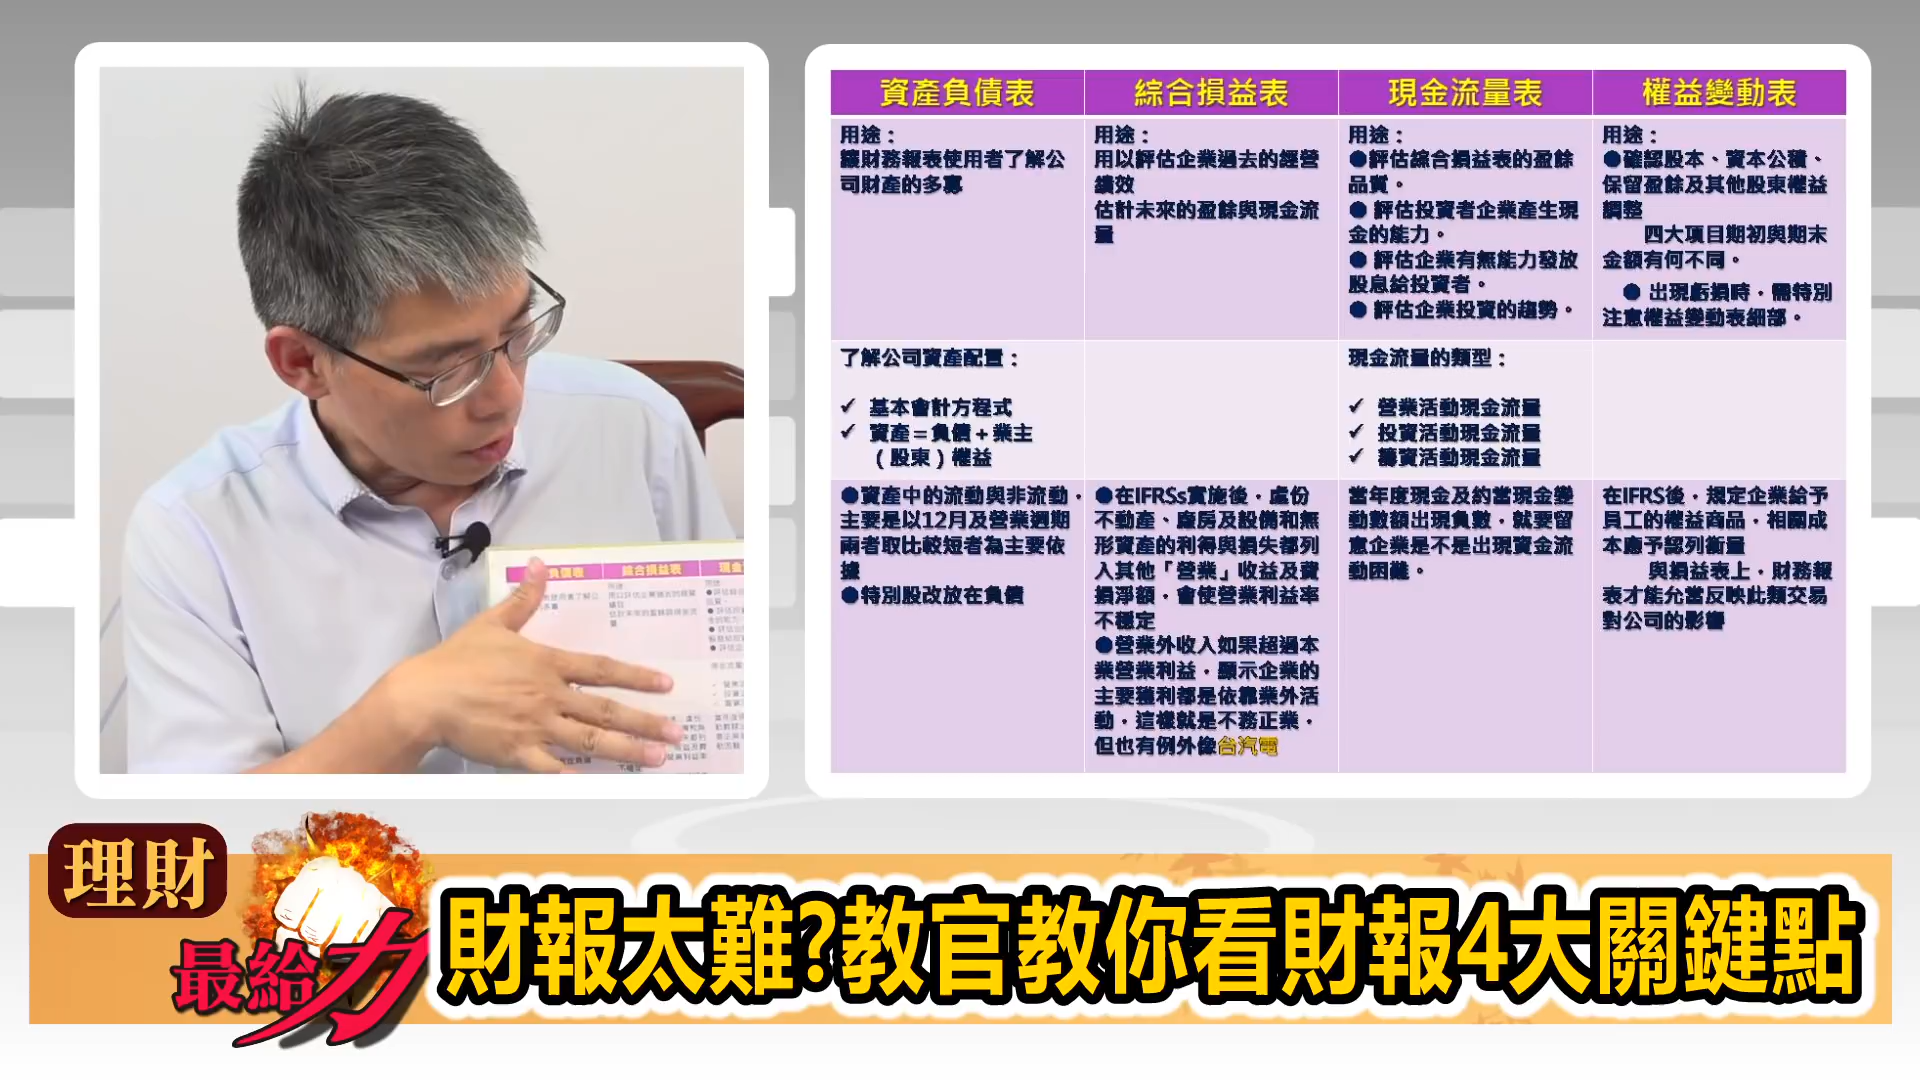 資產負債表
綜合損益表
現金流量表
權益變動表
用途：
讓財務報表使用者了解公
司財產的多寡
用途：
用以評估企業過去的經營
績效
估計未來的盈餘與現金流
量
用途：
●評估綜合損益表的盈餘
品質。
● 評估投資者企業產生現
金的能力。
● 評估企業有無能力發放
股息給投資者。
● 評估企業投資的趨勢。
用途：
●確認股本、資本公積、
保留盈餘及其他股東權益
調整
四大項目期初與期末
金額有何不同。
● 出現虧損時，需特別
注意權益變動表細部。
了解公司資產配置：
✓ 基本會計方程式
✓ 資產＝負債＋業主
（股東）權益
現金流量的類型：
✓ 營業活動現金流量
✓ 投資活動現金流量
✓ 籌資活動現金流量
●資產中的流動與非流動，
主要是以12月及營業週期
兩者取比較短者為主要依
據
●特別股改放在負債
●在IFRSs實施後，處份
不動產、廠房及設備和無
形資產的利得與損失都列
入其他「營業」收益及費
損淨額，會使營業利益率
不穩定
●營業外收入如果超過本
業營業利益，顯示企業的
主要獲利都是依靠業外活
動，這樣就是不務正業，
但也有例外像台汽電
當年度現金及約當現金變
動數額出現負數，就要留
意企業是不是出現資金流
動困難。
在IFRS後，規定企業給予
員工的權益商品，相關成
本應予認列衡量
與損益表上，財務報
表才能允當反映此類交易
對公司的影響
負債表
綜合損益表
現金
理財
最給力
財報太難?教官教你看財報4大關鍵點